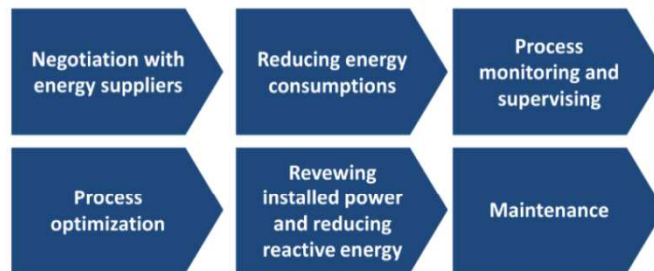 Negotiation with
energy suppliers
Reducing energy
consumptions
Process
monitoring and
supervising
Process
optimization
Revewing
installed power
and reducing
reactive energy
Maintenance